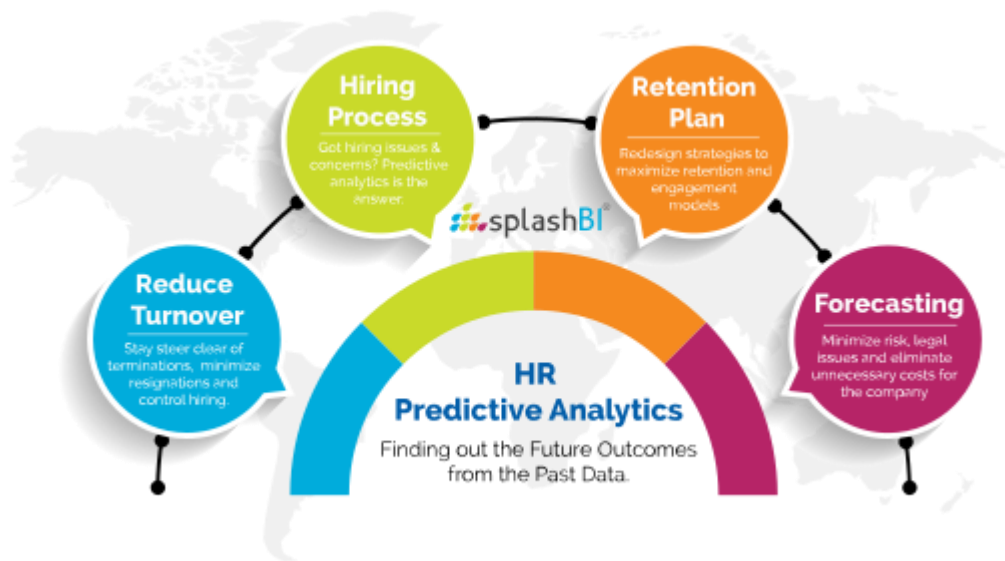 Hiring
Process
Got hiring issues &
concerns? Predictive
analytics is the
answer.
Retention
Plan
Redesign strategies to
maximize retention and
engagement
models
splashBI®
Reduce
Turnover
Stay steer clear of
terminations, minimize
resignations and
control hiring.
Forecasting
Minimize risk, legal
issues and eliminate
unnecessary costs for
the company
HR
Predictive Analytics
Finding out the Future Outcomes
from the Past Data.